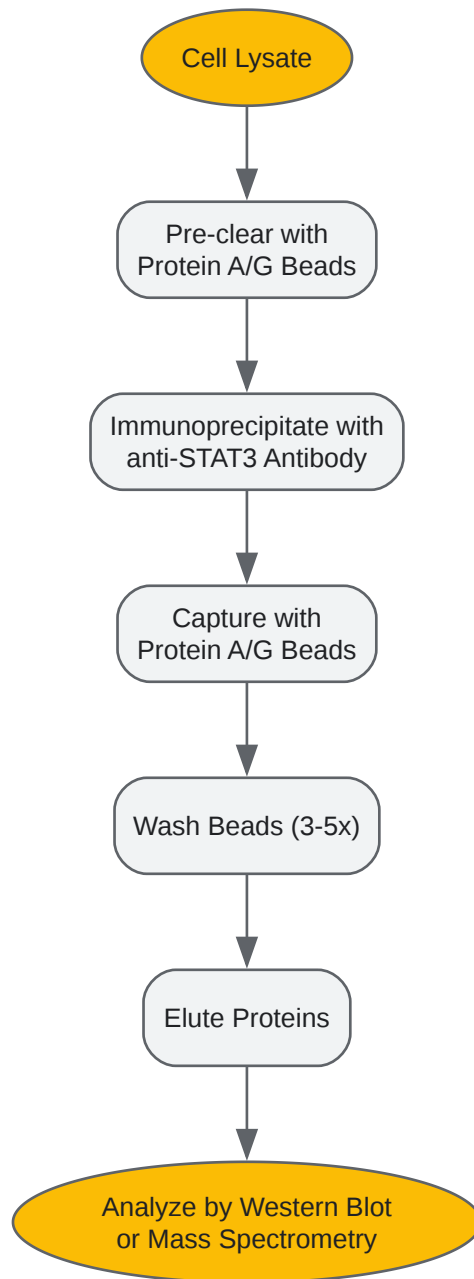 Cell Lysate
Pre-clear with
Protein A/G Beads
Immunoprecipitate with
anti-STAT3 Antibody
Capture with
Protein A/G Beads
Wash Beads (3-5x)
Elute Proteins
Analyze by Western Blot
or Mass Spectrometry